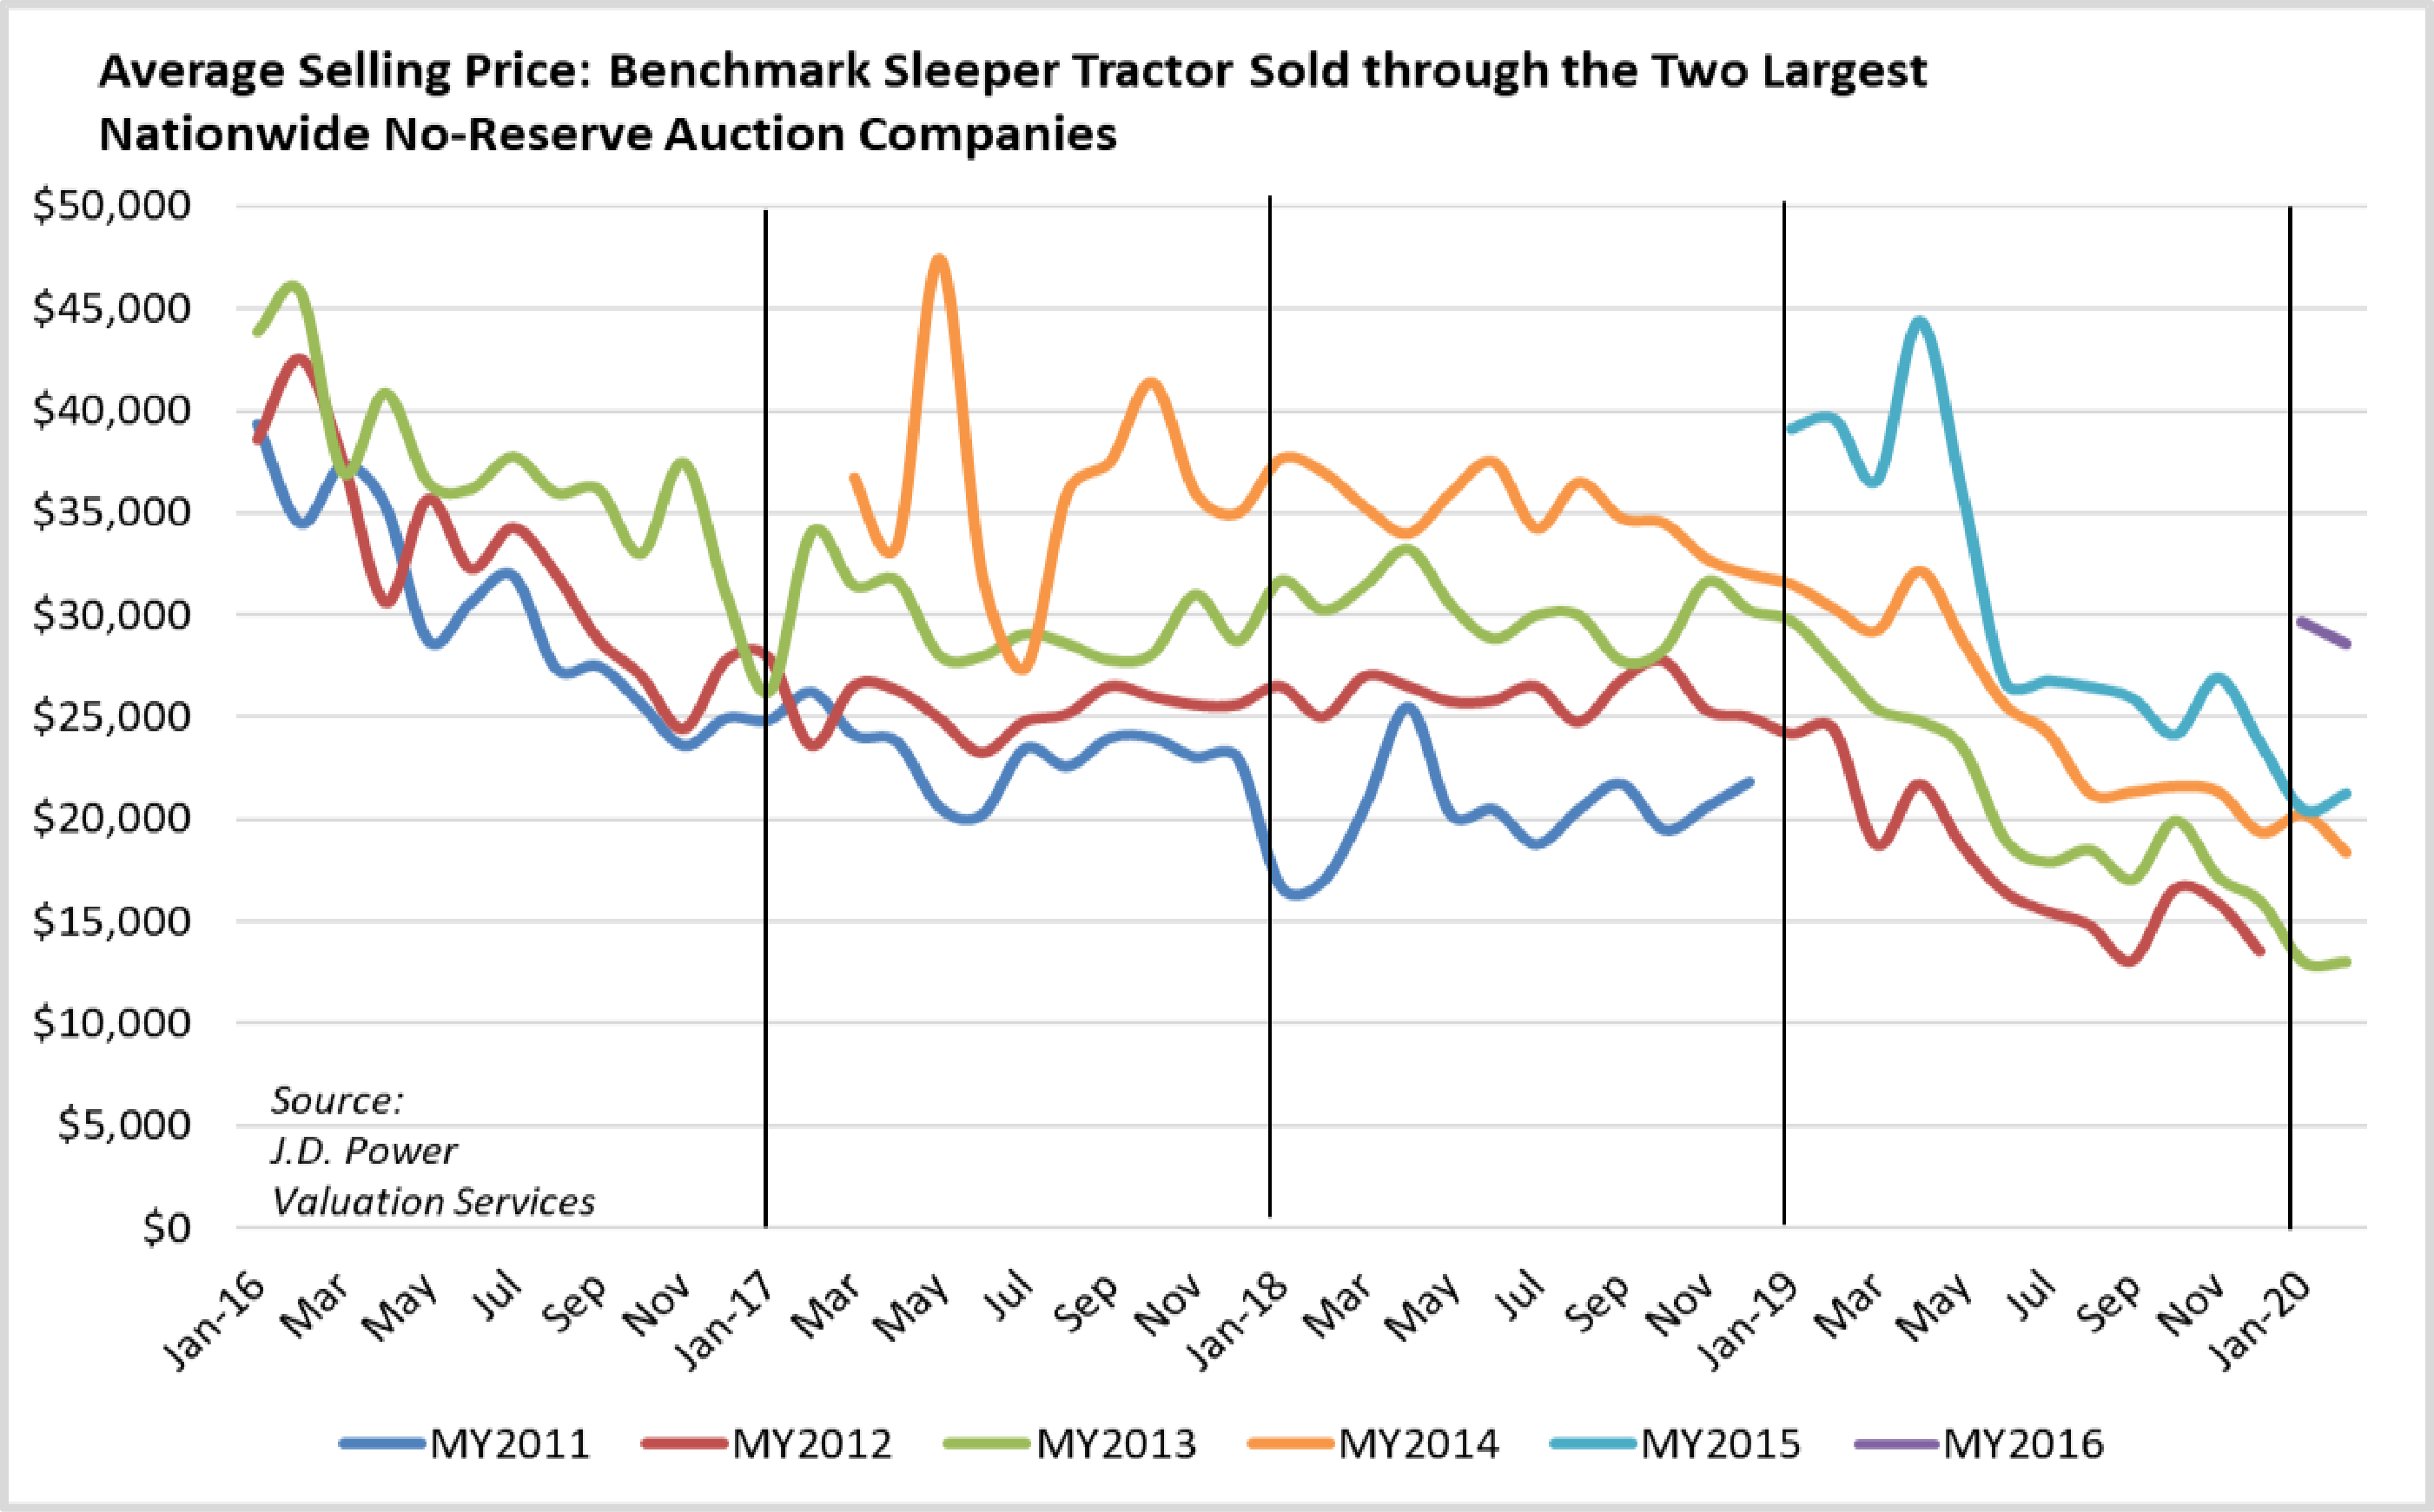 Average Selling Price: Benchmark Sleeper Tractor Sold through the Two Largest
Nationwide No-Reserve Auction Companies
$50,000
$45,000
$40,000
$35,000
$30,000
$25,000
$20,000
$15,000
$10,000
$5,000
$0
Source:
J.D. Power
Valuation Services
Jan-16
Mar
May
Jul
Sep
Nov
Jan-17
Mar
May
Jul
Sep
Nov
Jan-18
Mar
May
Jul
Sep
Nov
Jan-19
Mar
May
Jul
Sep
Nov
Jan-20
MY2011
MY2012
MY2013
MY2014
MY2015
MY2016